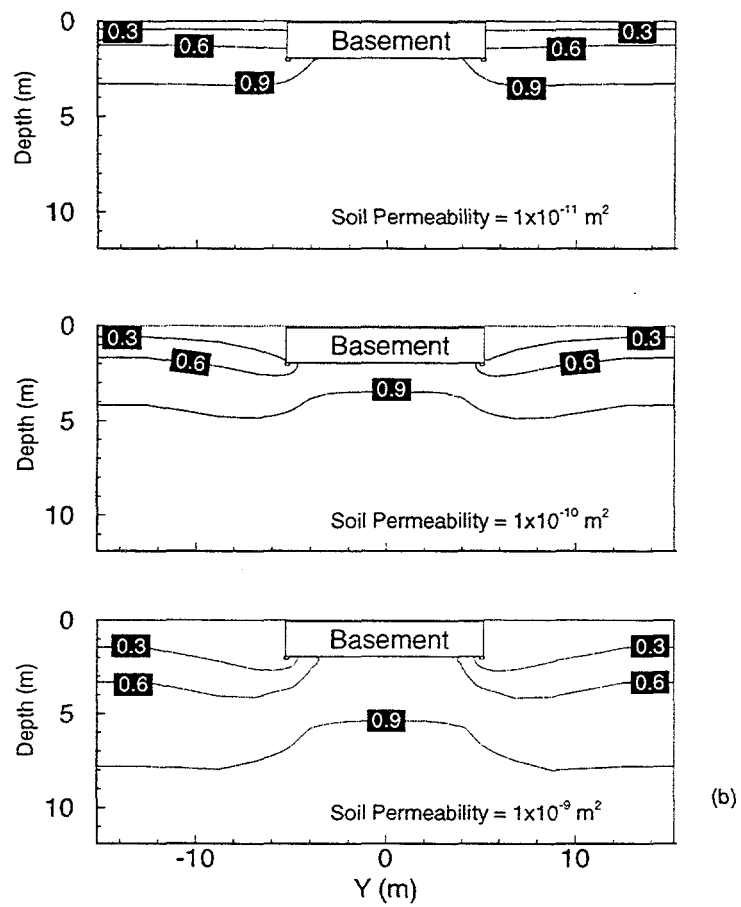 0
0.3
Basement
0.3
0.6
0.6
0.9
0.9
5
10
Depth (m)
Soil Permeability = 1x10⁻¹¹ m²
0
0.3
Basement
0.3
0.6
0.6
0.9
5
10
Depth (m)
Soil Permeability = 1x10⁻¹⁰ m²
0
0.3
Basement
0.3
0.6
0.6
5
0.9
10
Depth (m)
Soil Permeability = 1x10⁻⁹ m²
(b)
-10
0
10
Y (m)